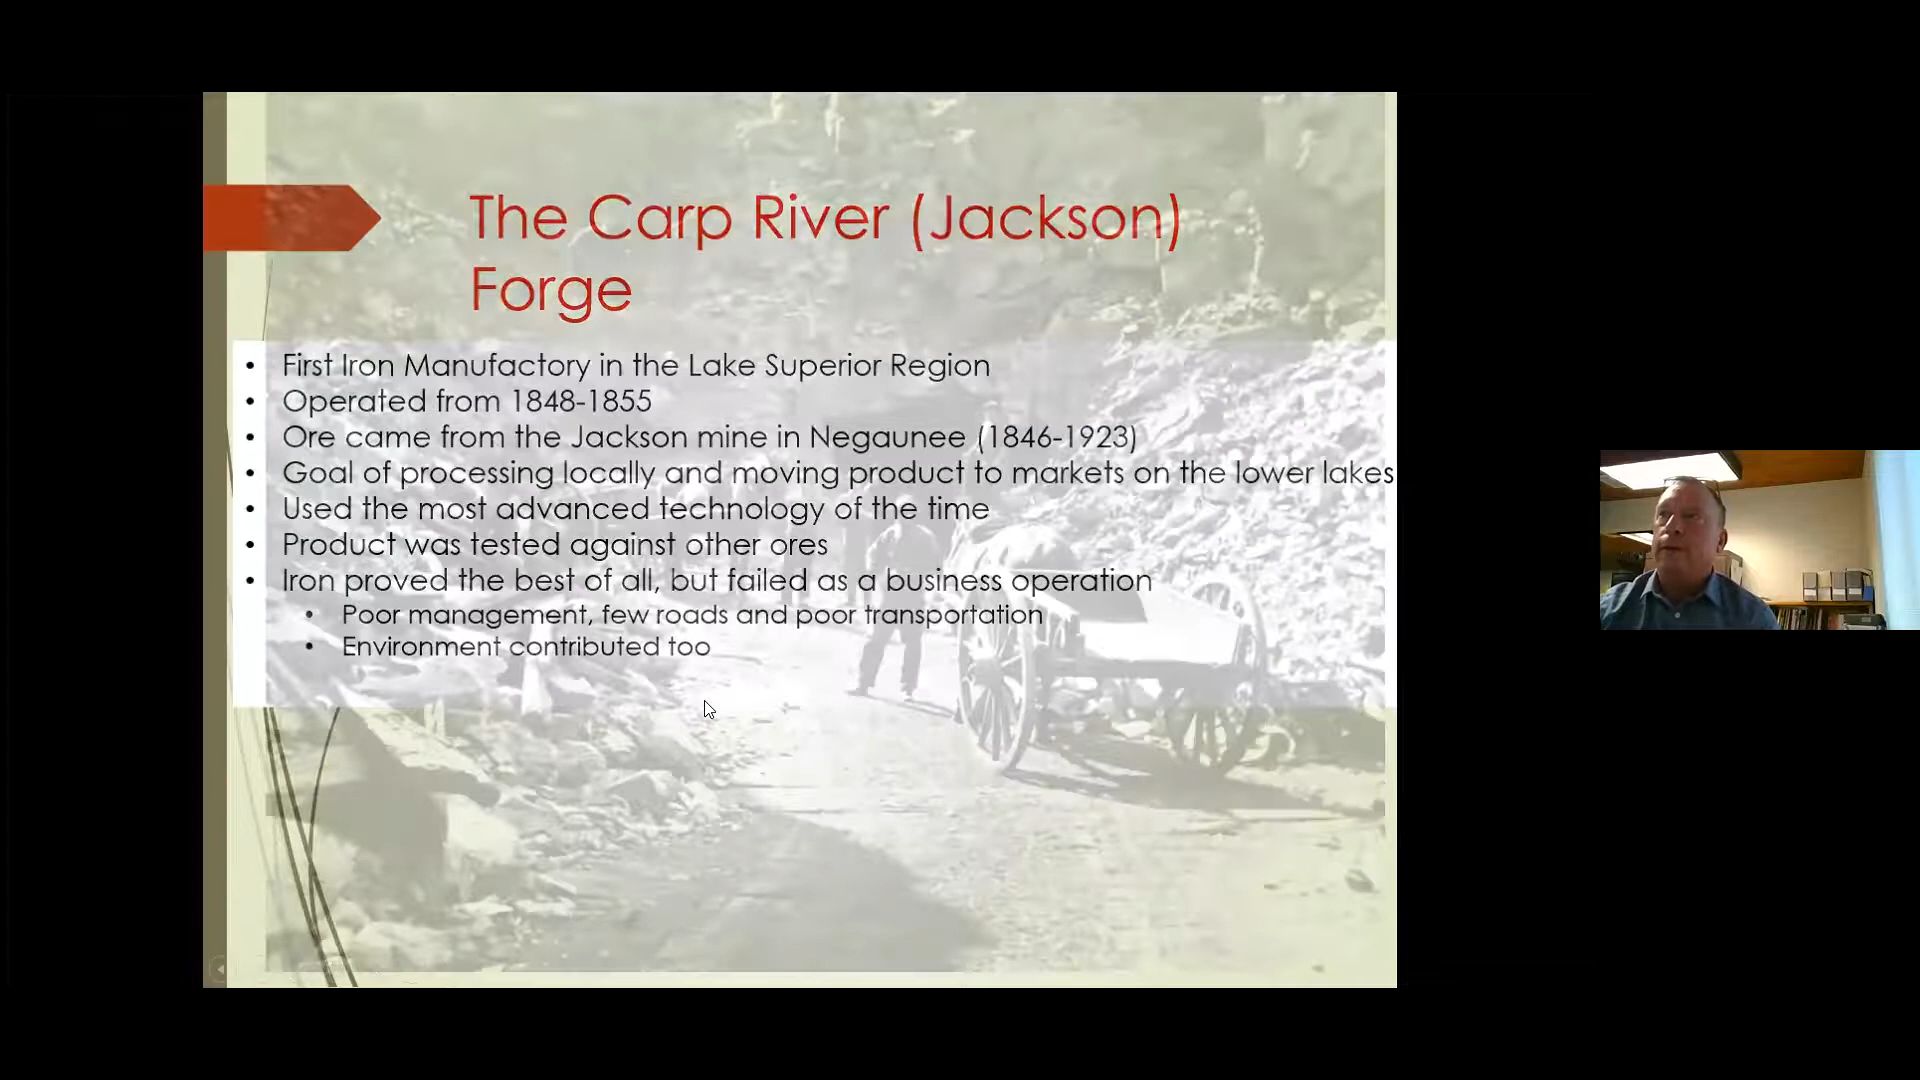 The Carp River (Jackson)
Forge
• First Iron Manufactory in the Lake Superior Region
• Operated from 1848-1855
• Ore came from the Jackson mine in Negaunee (1846-1923)
• Goal of processing locally and moving product to markets on the lower lakes
• Used the most advanced technology of the time
• Product was tested against other ores
• Iron proved the best of all, but failed as a business operation
• Poor management, few roads and poor transportation
• Environment contributed too